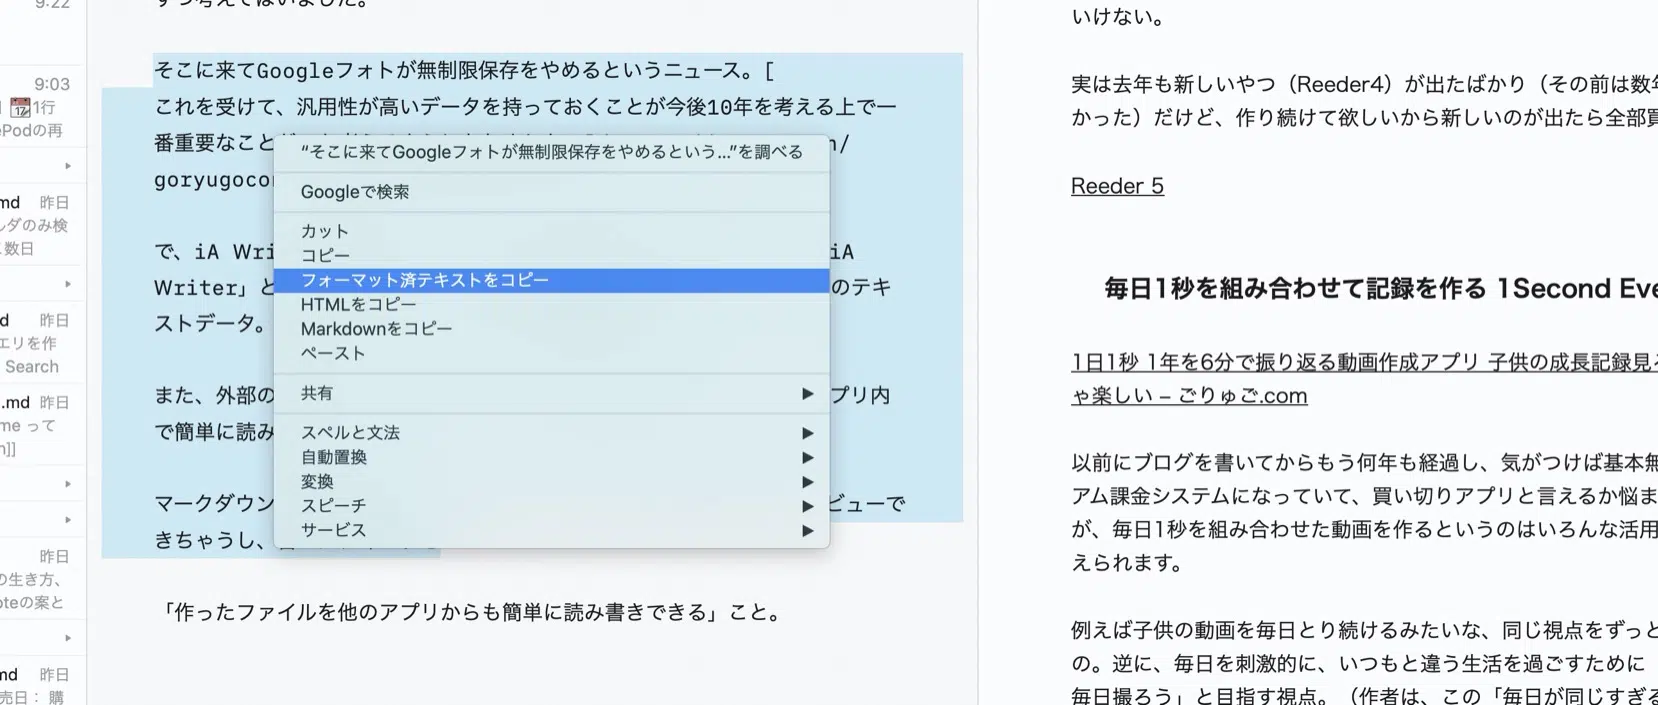 9:22
9:03
1行
ePodの再
md 昨日
ルダのみ検
数日
d 昨日
エリを作
Search
.md 昨日
me って
n]]
昨日
の生き方、
oteの案と
md 昨日
売日： 購
ずつ考えてはいました。
そこに来てGoogleフォトが無制限保存をやめるというニュース。[
これを受けて、汎用性が高いデータを持っておくことが今後10年を考える上で一
番重要なこと
n/
goryugoco
で、iA Wri
iA
Writer」と
のテキ
ストデータ。
また、外部の
プリ内
で簡単に読み
マークダウン
ビューで
きちゃうし、
「作ったファイルを他のアプリからも簡単に読み書きできる」こと。
“そこに来てGoogleフォトが無制限保存をやめるという...”を調べる
Googleで検索
カット
コピー
フォーマット済テキストをコピー
HTMLをコピー
Markdownをコピー
ペースト
共有
スペルと文法
自動置換
変換
スピーチ
サービス
いけない。
実は去年も新しいやつ（Reeder4）が出たばかり（その前は数年
かった）だけど、作り続けて欲しいから新しいのが出たら全部買
Reeder 5
毎日1秒を組み合わせて記録を作る 1Second Eve
1日1秒 1年を6分で振り返る動画作成アプリ 子供の成長記録見
ゃ楽しい – ごりゅご.com
以前にブログを書いてからもう何年も経過し、気がつけば基本無
アム課金システムになっていて、買い切りアプリと言えるか悩ま
が、毎日1秒を組み合わせた動画を作るというのはいろんな活用
えられます。
例えば子供の動画を毎日とり続けるみたいな、同じ視点をずっと
の。逆に、毎日を刺激的に、いつもと違う生活を過ごすために「
毎日撮ろう」と目指す視点。（作者は、この「毎日が同じすぎる